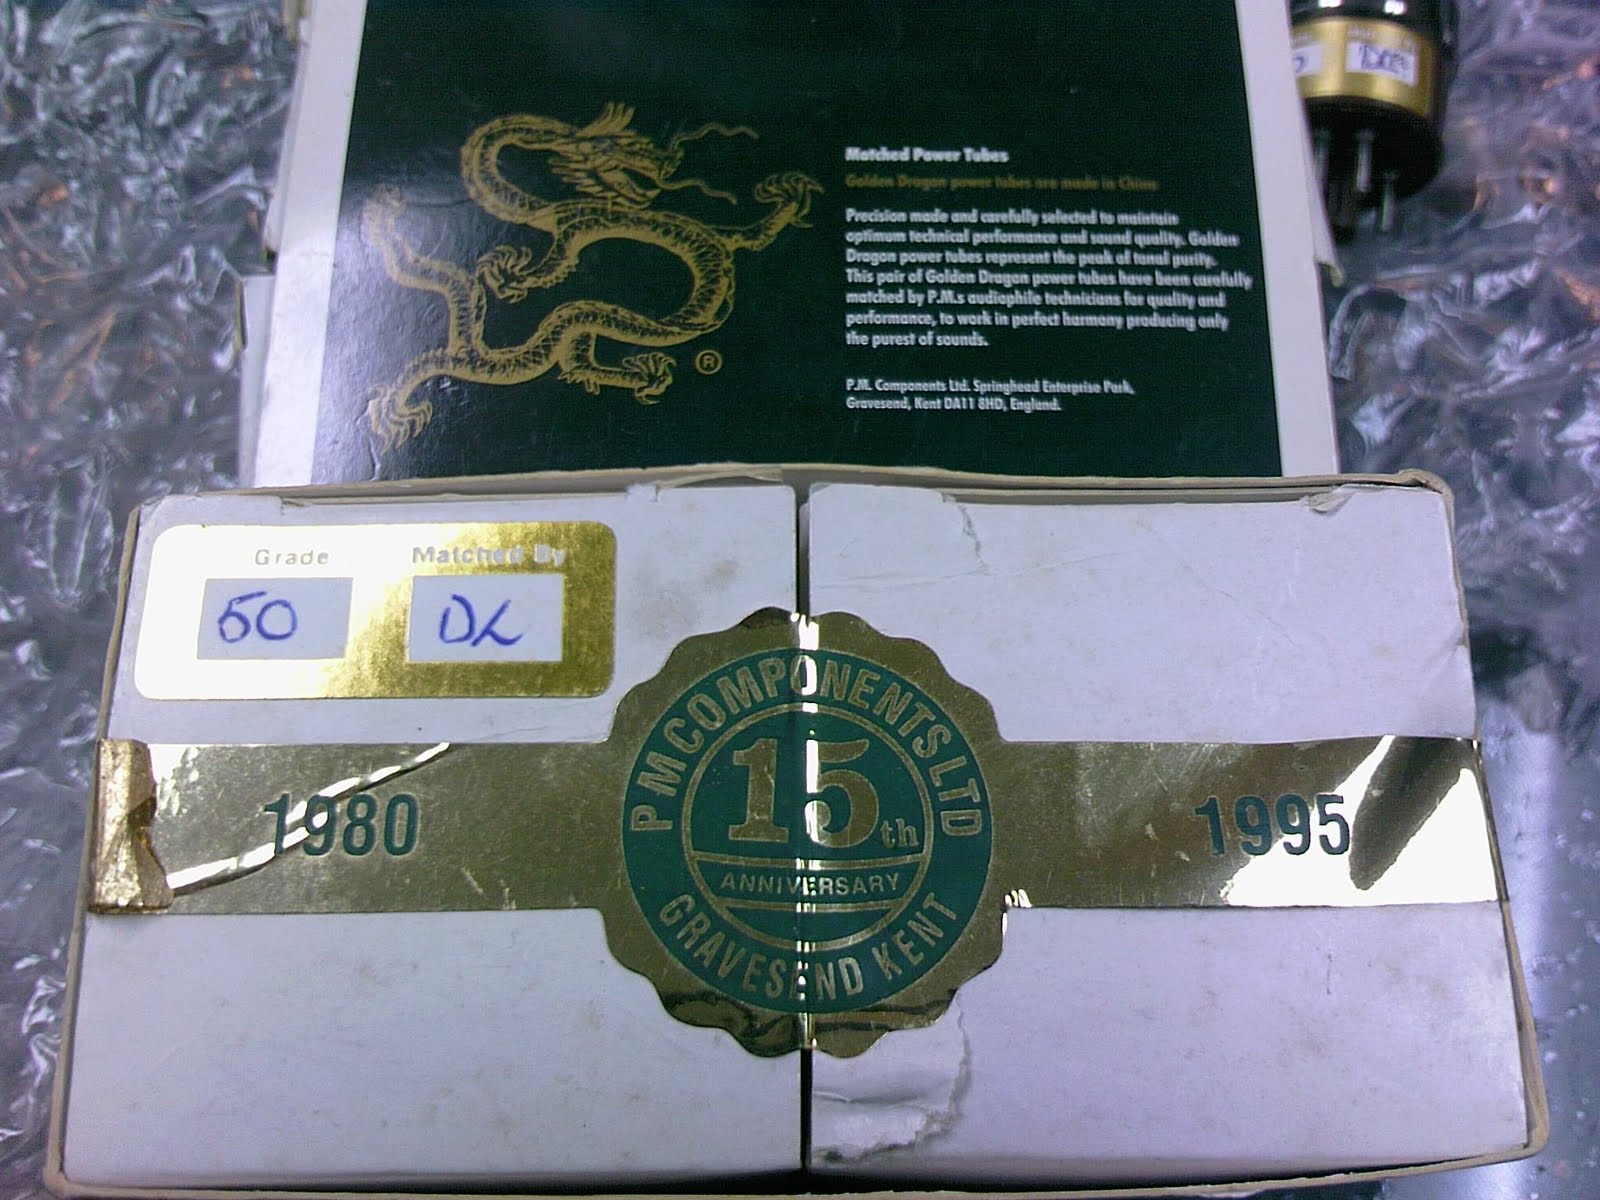 Matched Power Tubes
Golden Dragon power tubes are made in China
Precision made and carefully selected to maintain
optimum technical performance and sound quality. Golden
Dragon power tubes represent the peak of tonal purity.
This pair of Golden Dragon power tubes have been carefully
matched by P.M.s audiophile technicians for quality and
performance, to work in perfect harmony producing only
the purest of sounds.
P.M. Components Ltd. Springhead Enterprise Park,
Gravesend, Kent DA11 8HD, England.
®
Grade
Matched By
50
DL
P M COMPONENTS LTD
1980
15th
1995
ANNIVERSARY
GRAVESEND KENT